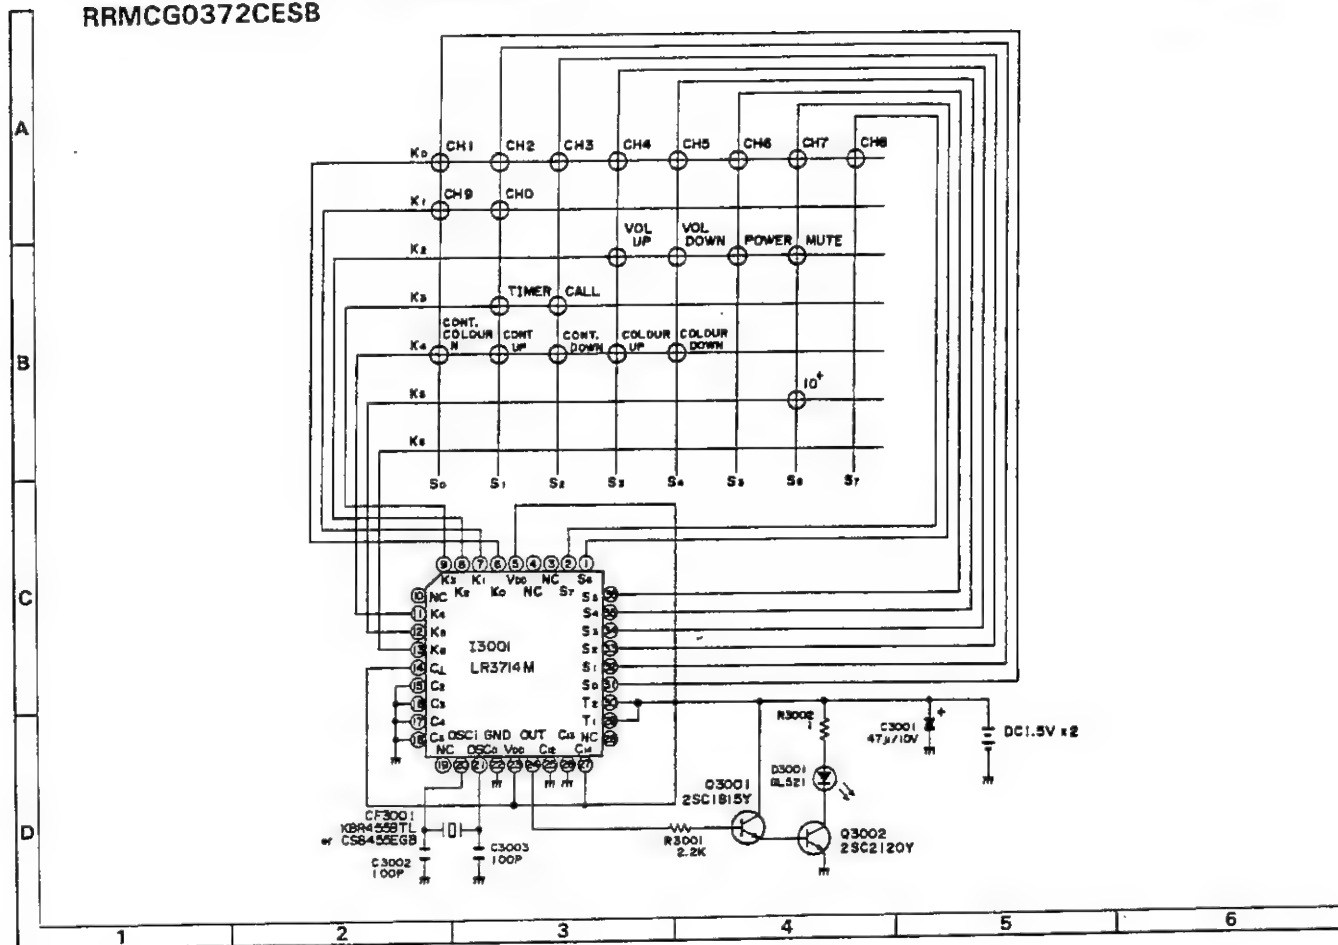 RRMCG0372CESB
A
K0 CH1 CH2 CH3 CH4 CH5 CH6 CH7 CH8
K1 CH9 CH0
VOL UP
VOL DOWN
K2 POWER MUTE
K3 TIMER CALL
B
K4
CONT. COLOUR N
CONT UP
CONT. DOWN
COLOUR UP
COLOUR DOWN
K5 10+
K6
S0 S1 S2 S3 S4 S5 S6 S7
9 8 7 6 5 4 3 2 1
K3 K1 VDD NC S6
K2 K0 NC S7
C
10 NC S5
11 K4 S4 35
12 K5 S3 34
13 K6 S2 33
I3001
LR3714M
14 C1 S1 32
15 C2 S0 31
16 C3 T2 30
17 C4 T1 29
18 C5 OSCi GND OUT C13 NC 28
NC OSCo VDD C12 C14
19 20 21 22 23 24 25 26 27
R3002
1
C3001
47μ/10V
+
DC1.5V x2
D3001
GL521
Q3001
2SC1815Y
D
CF3001
KBR455BTL
or CSB455EGB
R3001
2.2K
Q3002
2SC2120Y
C3002
100P
C3003
100P
1 2 3 4 5 6